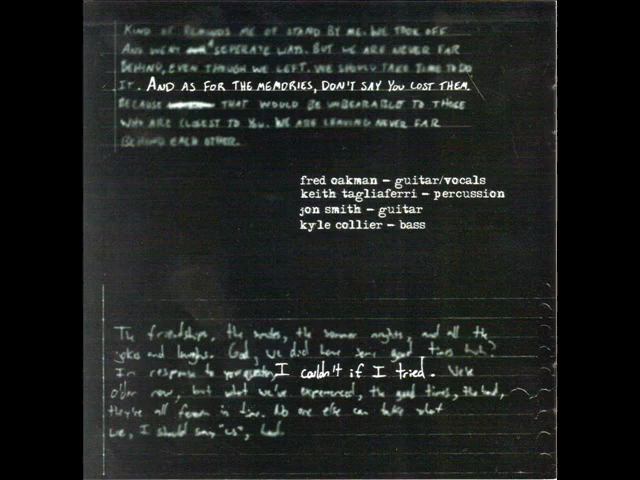 KIND OF REMINDS ME OF STAND BY ME. WE TOOK OFF
AND WENT SEPERATE WAYS. BUT WE ARE NEVER FAR
BEHIND, EVEN THOUGH WE LEFT. WE SHOULD TAKE TIME TO DO
IT. AND AS FOR THE MEMORIES, DON'T SAY YOU LOST THEM
BECAUSE THAT WOULD BE UNBEARABLE TO THOSE
WHO ARE CLOSEST TO YOU. WE ARE LEAVING NEVER FAR
BEHIND EACH OTHER.
fred oakman – guitar/vocals
keith tagliaferri – percussion
jon smith – guitar
kyle collier – bass
The friendships, the smiles, the summer nights, and all the
jokes and laughs. God, we did have some good times huh?
In response to I couldn't if I tried. We're
older now, but what we've experienced, the good times, the bad,
they're all frozen in time. No one else can take what
we, I should say "us", had.